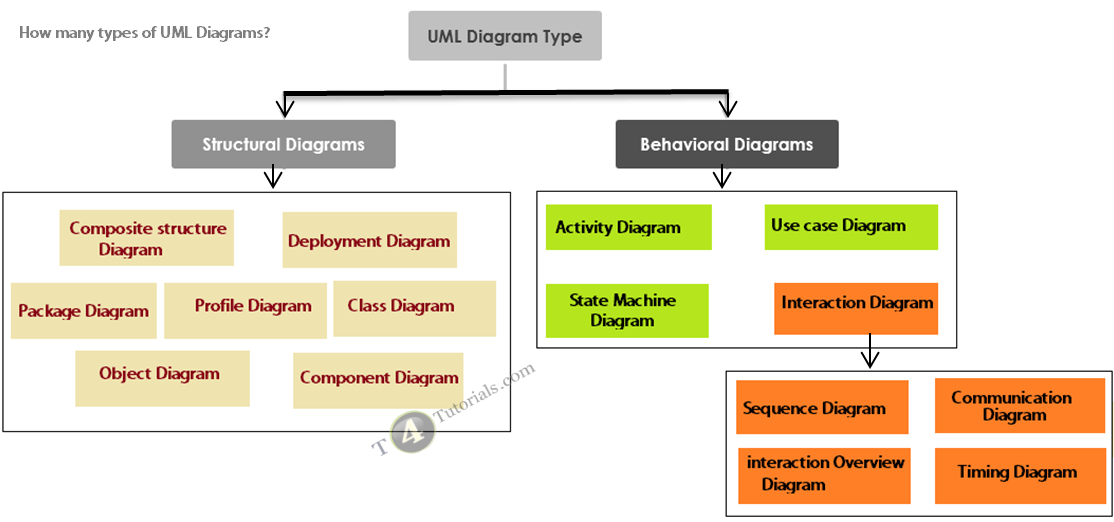 How many types of UML Diagrams?
UML Diagram Type
Structural Diagrams
Behavioral Diagrams
Composite structure
Diagram
Deployment Diagram
Package Diagram
Profile Diagram
Class Diagram
Object Diagram
Component Diagram
Activity Diagram
Use case Diagram
State Machine
Diagram
Interaction Diagram
Sequence Diagram
Communication
Diagram
interaction Overview
Diagram
Timing Diagram
T4Tutorials.com